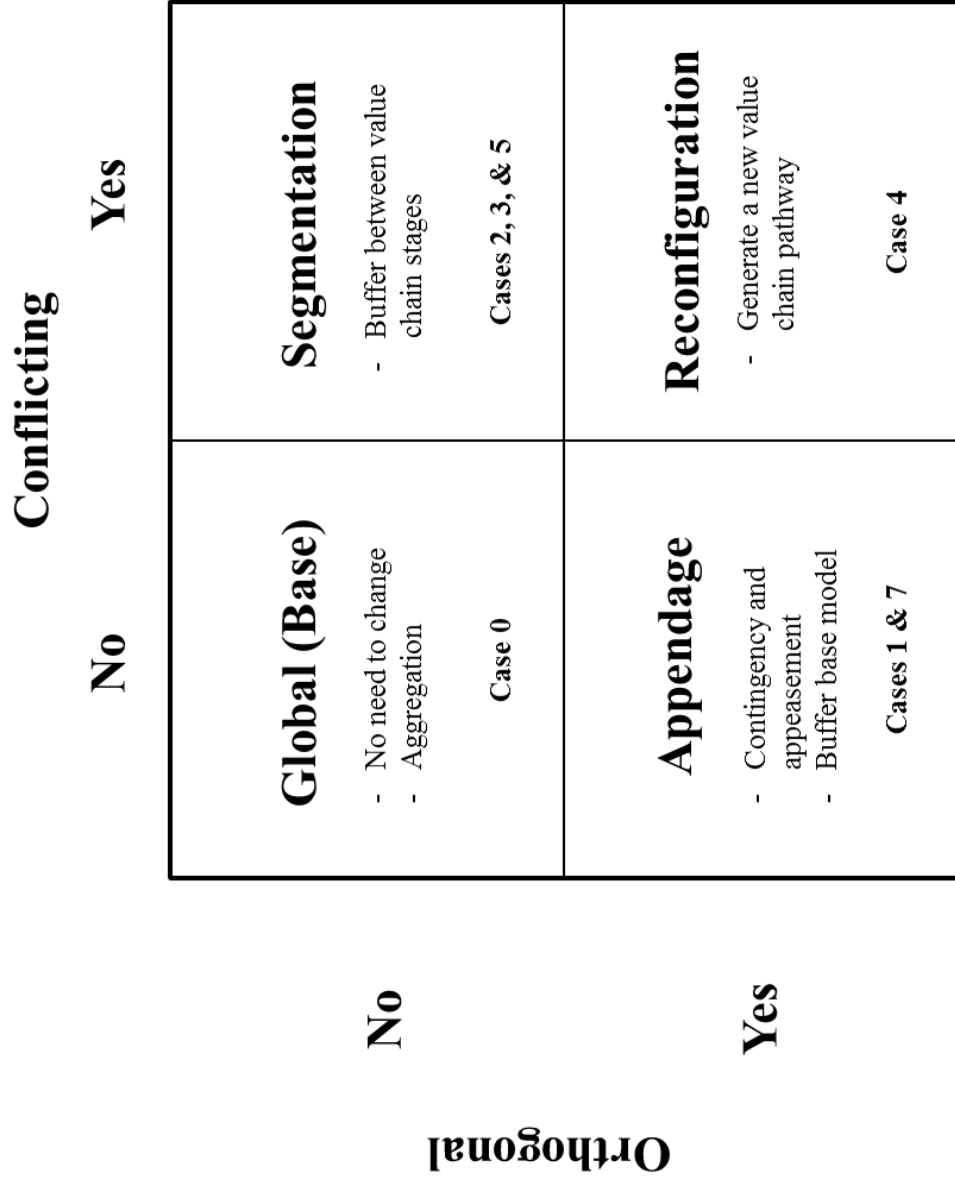 Conflicting
No
Yes
Orthogonal
No
Global (Base)
- No need to change
- Aggregation
Case 0
Segmentation
- Buffer between value
chain stages
Cases 2, 3, & 5
Yes
Appendage
- Contingency and
appeasement
- Buffer base model
Cases 1 & 7
Reconfiguration
- Generate a new value
chain pathway
Case 4